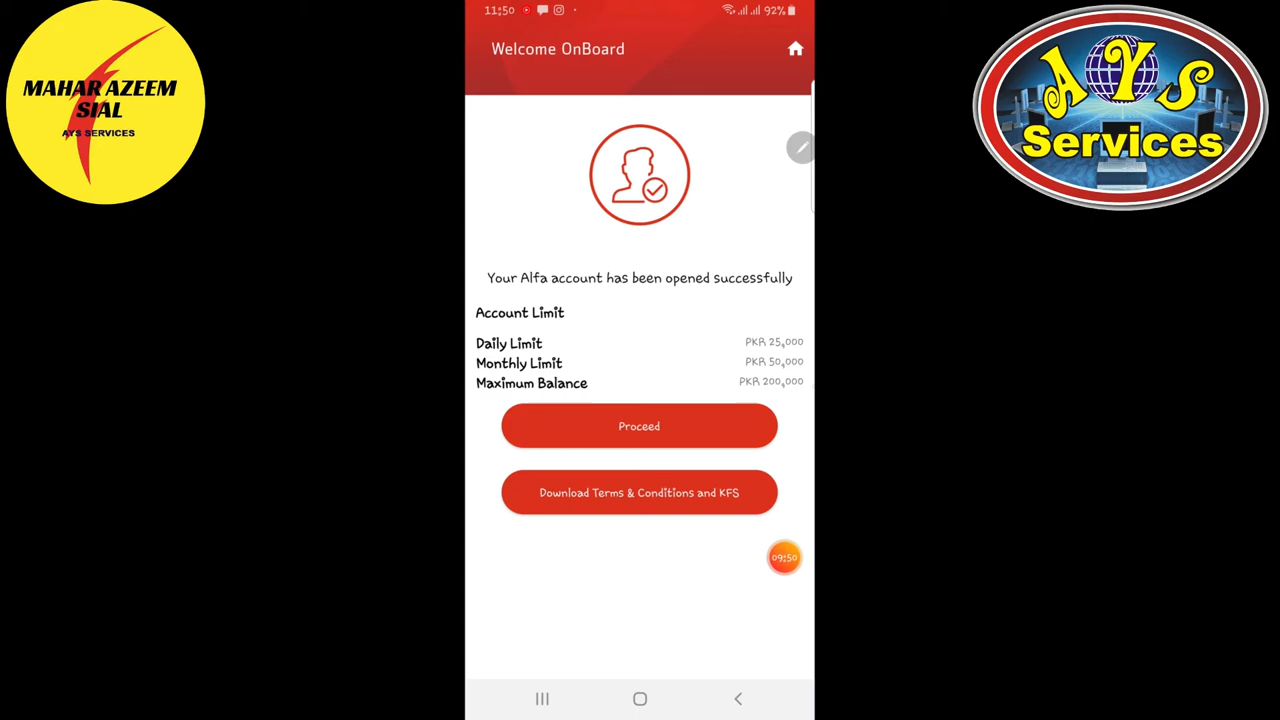 MAHAR AZEEM
SIAL
AYS SERVICES
AYS
Services
11:50
92%
Welcome OnBoard
Your Alfa account has been opened successfully
Account Limit
Daily Limit PKR 25,000
Monthly Limit PKR 50,000
Maximum Balance PKR 200,000
Proceed
Download Terms & Conditions and KFS
09:50